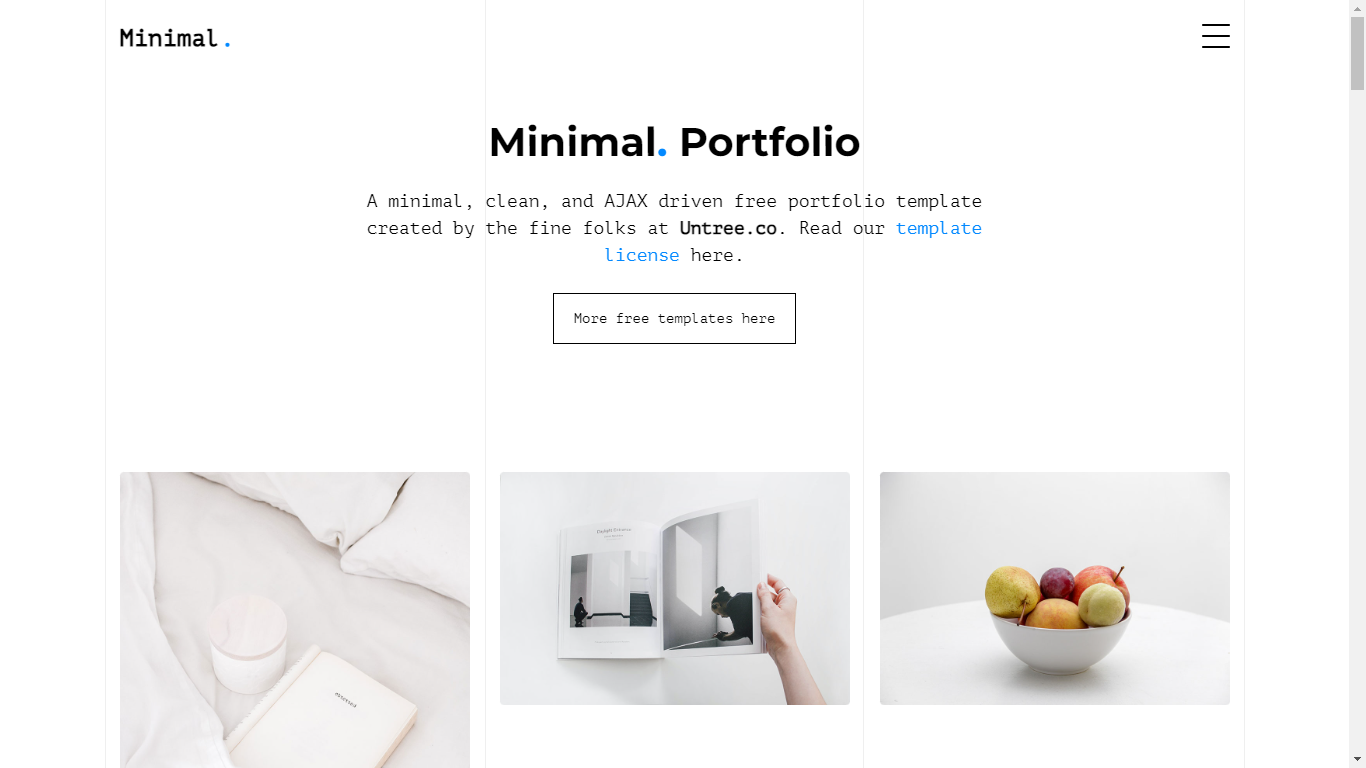 Minimal.
Minimal. Portfolio
A minimal, clean, and AJAX driven free portfolio template
created by the fine folks at Untree.co. Read our template
license here.
More free templates here